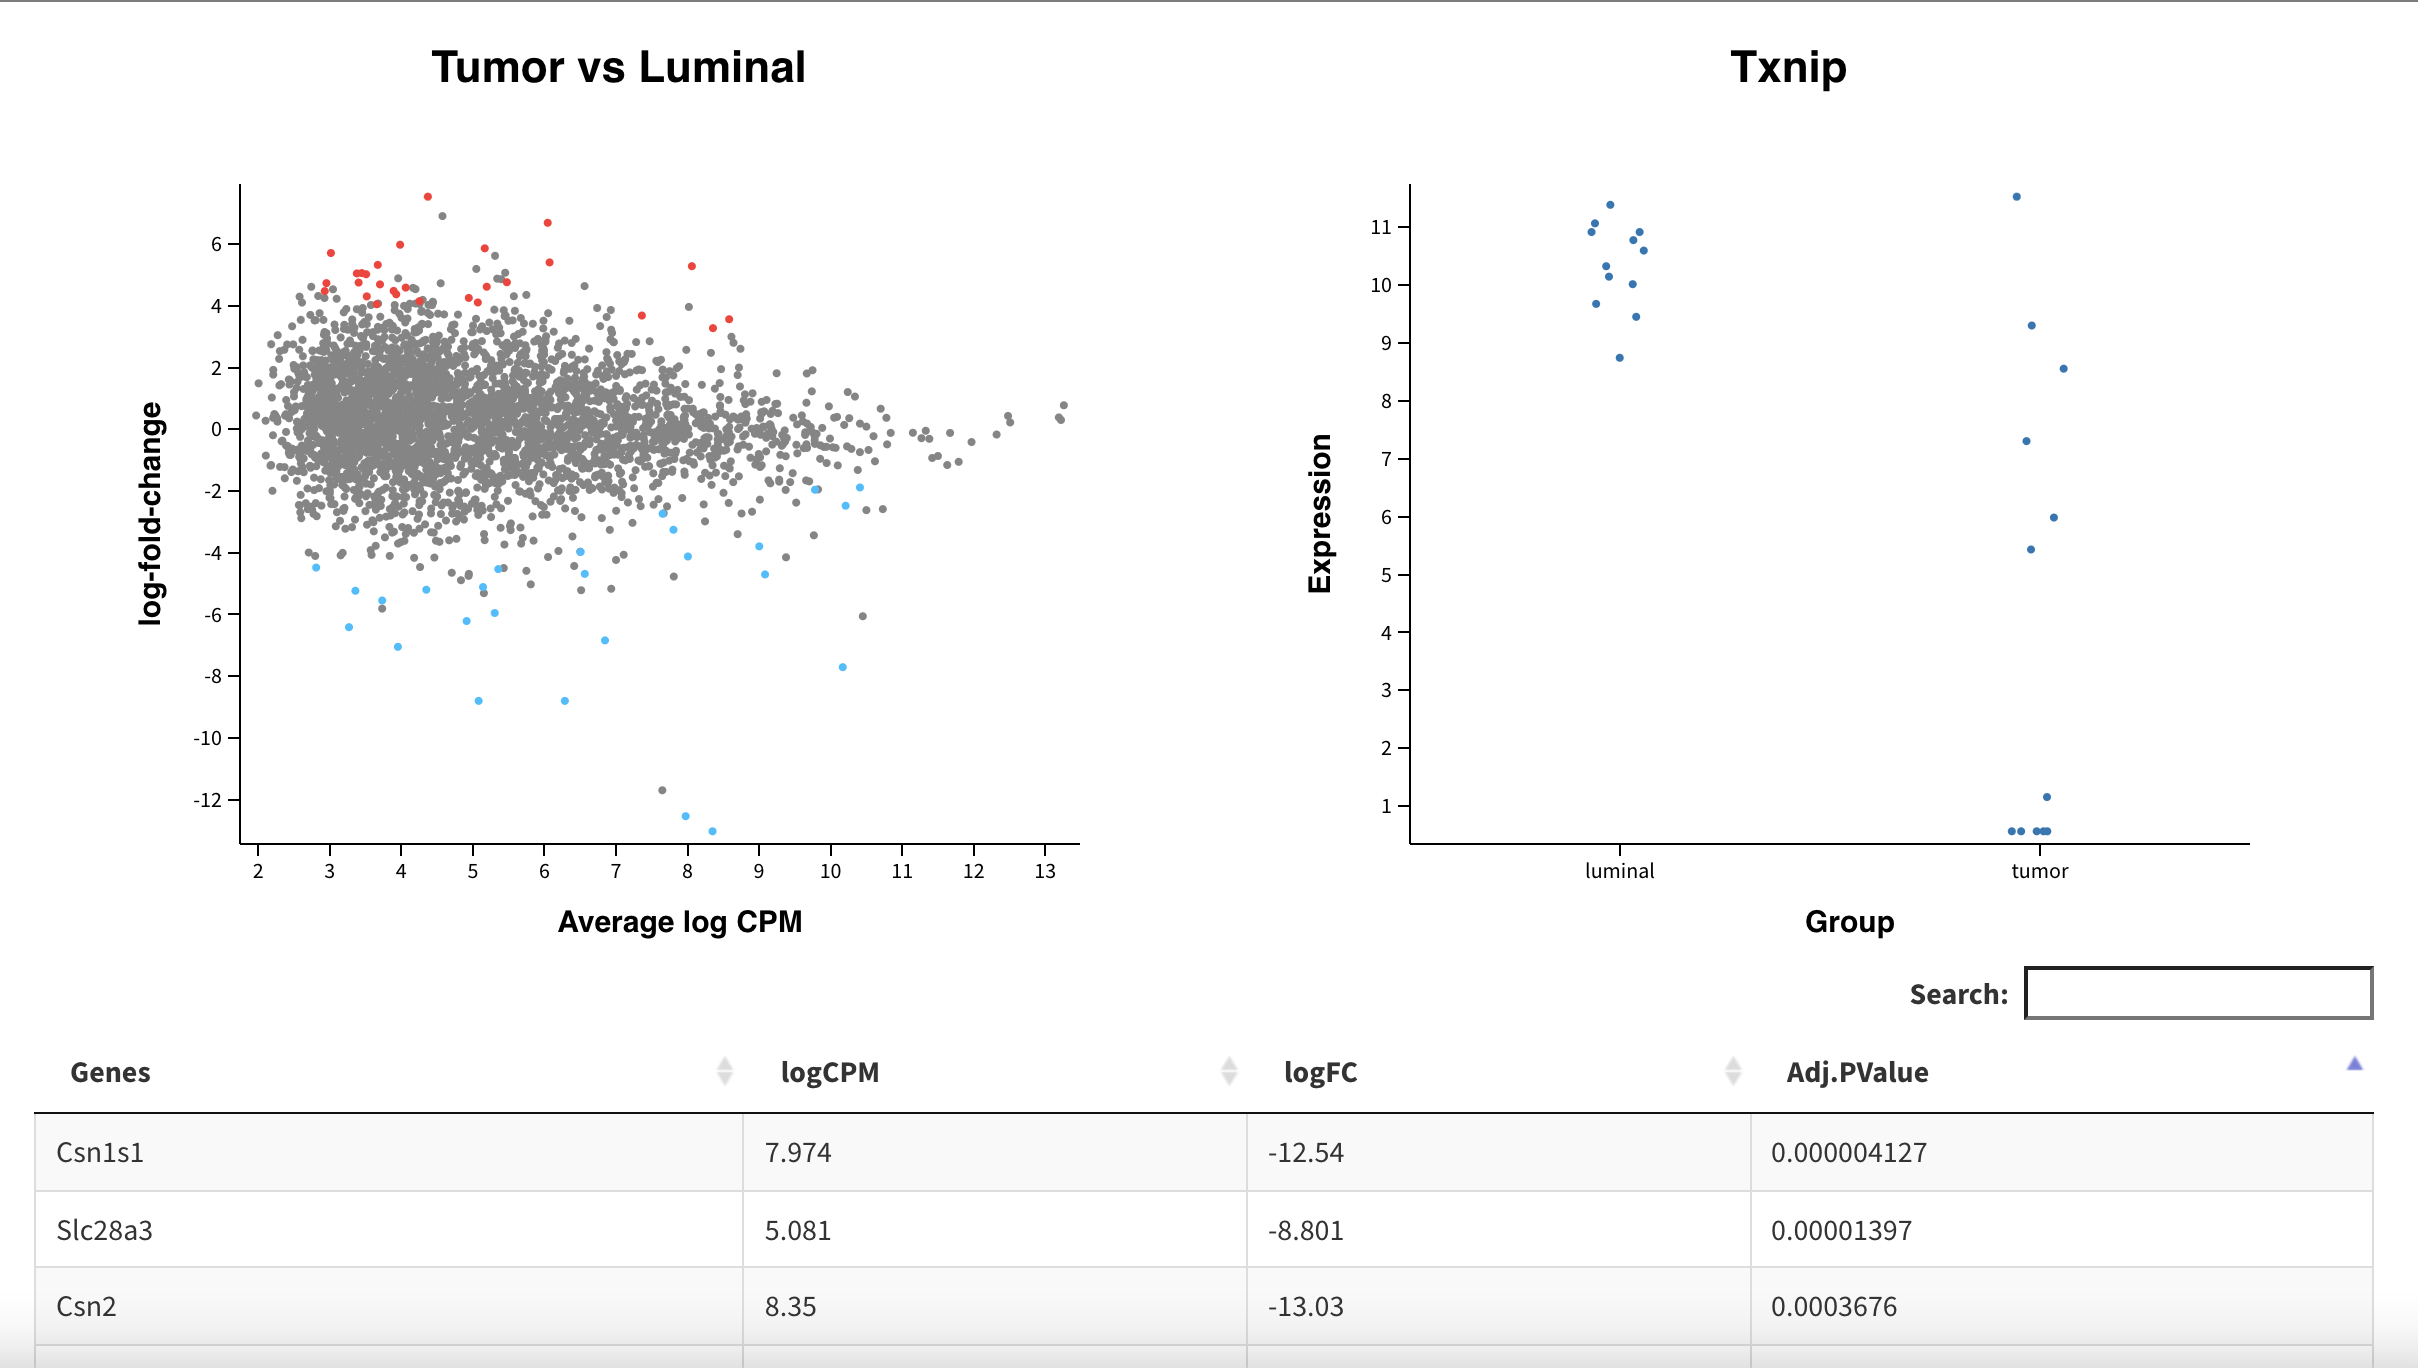 Tumor vs Luminal
Txnip
log-fold-change
6
4
2
0
-2
-4
-6
-8
-10
-12
2 3 4 5 6 7 8 9 10 11 12 13
Average log CPM
Expression
11
10
9
8
7
6
5
4
3
2
1
luminal tumor
Group
Search:
Genes logCPM logFC Adj.PValue
Csn1s1 7.974 -12.54 0.000004127
Slc28a3 5.081 -8.801 0.00001397
Csn2 8.35 -13.03 0.0003676